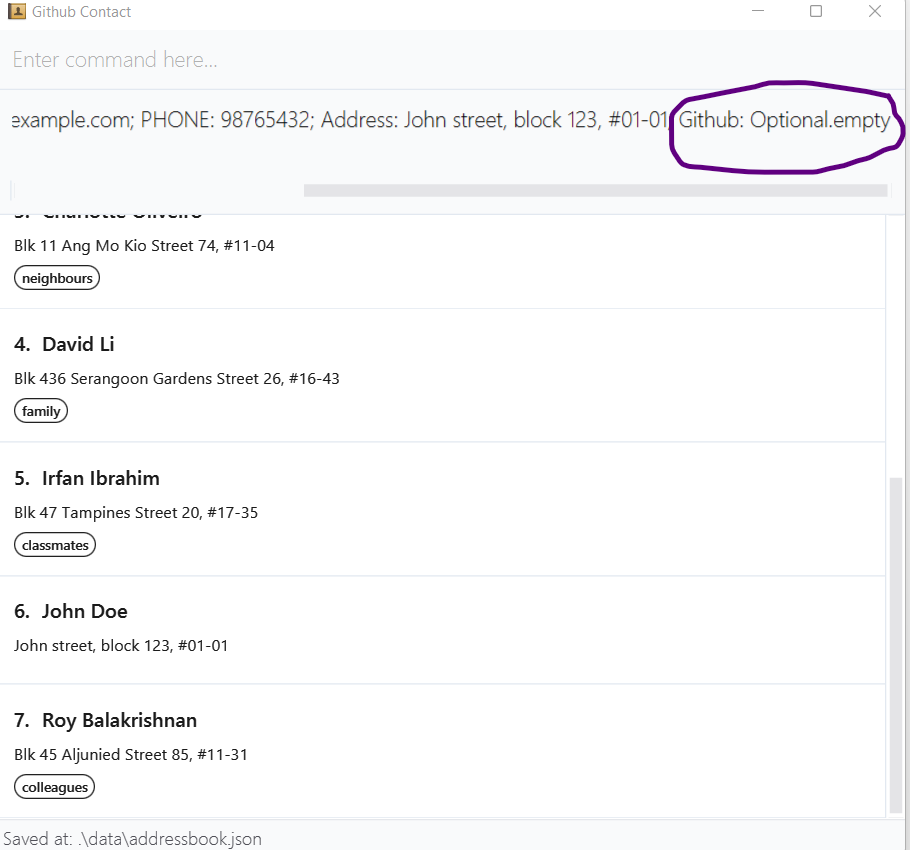 Github Contact
Enter command here...
example.com; PHONE: 98765432; Address: John street, block 123, #01-01; Github: Optional.empty
3. Charlotte Oliveiro
Blk 11 Ang Mo Kio Street 74, #11-04
neighbours
4. David Li
Blk 436 Serangoon Gardens Street 26, #16-43
family
5. Irfan Ibrahim
Blk 47 Tampines Street 20, #17-35
classmates
6. John Doe
John street, block 123, #01-01
7. Roy Balakrishnan
Blk 45 Aljunied Street 85, #11-31
colleagues
Saved at: .\data\addressbook.json